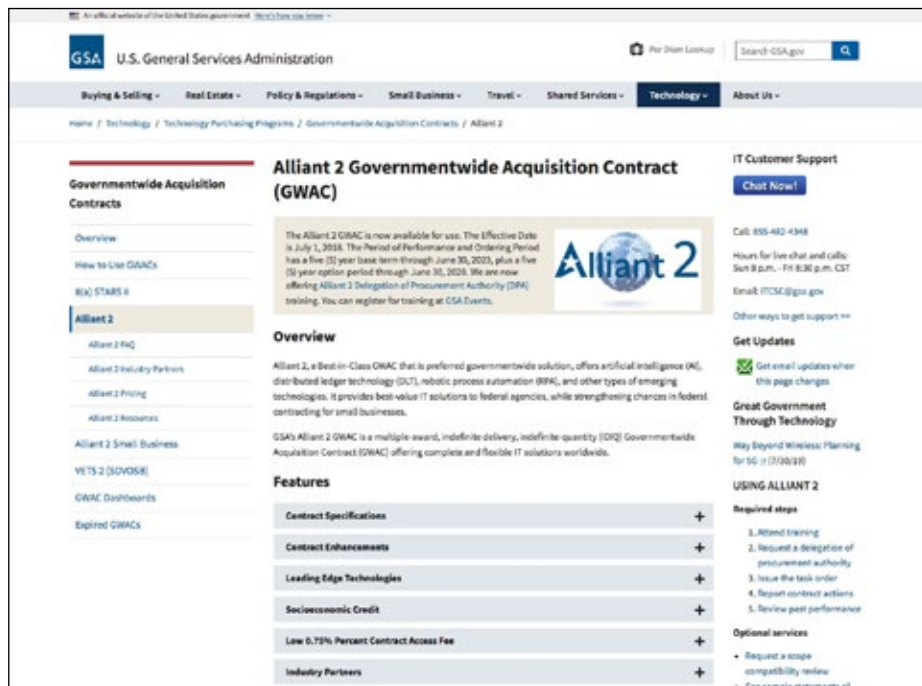 An official website of the United States government Here's how you know
GSA U.S. General Services Administration
Per Diem Lookup
Search GSA.gov
Buying & Selling Real Estate Policy & Regulations Small Business Travel Shared Services Technology About Us
Home / Technology / Technology Purchasing Programs / Governmentwide Acquisition Contracts / Alliant 2
Governmentwide Acquisition
Contracts
Overview
How to Use GWACs
8(a) STARS II
Alliant 2
Alliant 2 FAQ
Alliant 2 Industry Partners
Alliant 2 Pricing
Alliant 2 Resources
Alliant 2 Small Business
VETS 2 (SDVOSB)
GWAC Dashboards
Expired GWACs
Alliant 2 Governmentwide Acquisition Contract
(GWAC)
The Alliant 2 GWAC is now available for use. The Effective Date
is July 1, 2018. The Period of Performance and Ordering Period
has a five (5) year base term through June 30, 2023, plus a five
(5) year option period through June 30, 2028. We are now
offering Alliant 2 Delegation of Procurement Authority (DPA)
training. You can register for training at GSA Events.
Alliant 2
Overview
Alliant 2, a Best-in-Class GWAC that is preferred governmentwide solution, offers artificial intelligence (AI),
distributed ledger technology (DLT), robotic process automation (RPA), and other types of emerging
technologies. It provides best-value IT solutions to federal agencies, while strengthening chances in federal
contracting for small businesses.
GSA's Alliant 2 GWAC is a multiple-award, indefinite delivery, indefinite-quantity (IDIQ) Governmentwide
Acquisition Contract (GWAC) offering complete and flexible IT solutions worldwide.
Features
Contract Specifications +
Contract Enhancements +
Leading Edge Technologies +
Socioeconomic Credit +
Low 0.75% Percent Contract Access Fee +
Industry Partners +
IT Customer Support
Chat Now!
Call: 855-482-4348
Hours for live chat and calls:
Sun 8 p.m. - Fri 8:30 p.m. CST
Email: ITCSC@gsa.gov
Other ways to get support >>
Get Updates
Get email updates when
this page changes
Great Government
Through Technology
Way Beyond Wireless: Planning
for 5G (7/30/19)
USING ALLIANT 2
Required steps
1. Attend training
2. Request a delegation of
procurement authority
3. Issue the task order
4. Report contract actions
5. Review past performance
Optional services
• Request a scope
compatibility review